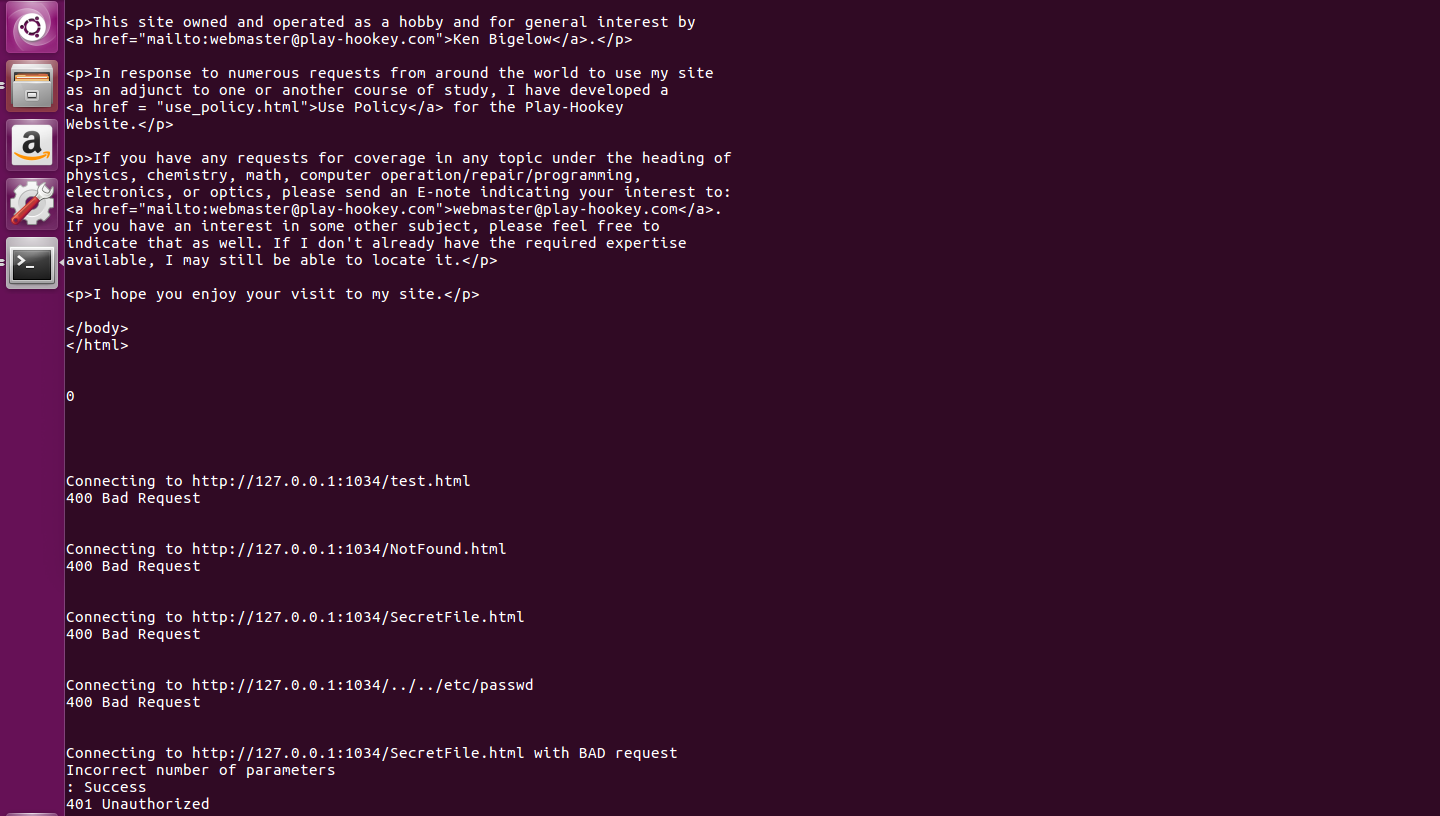 <p>This site owned and operated as a hobby and for general interest by
<a href="mailto:webmaster@play-hookey.com">Ken Bigelow</a>.</p>
<p>In response to numerous requests from around the world to use my site
as an adjunct to one or another course of study, I have developed a
<a href = "use_policy.html">Use Policy</a> for the Play-Hookey
Website.</p>
<p>If you have any requests for coverage in any topic under the heading of
physics, chemistry, math, computer operation/repair/programming,
electronics, or optics, please send an E-note indicating your interest to:
<a href="mailto:webmaster@play-hookey.com">webmaster@play-hookey.com</a>.
If you have an interest in some other subject, please feel free to
indicate that as well. If I don't already have the required expertise
available, I may still be able to locate it.</p>
<p>I hope you enjoy your visit to my site.</p>
</body>
</html>
0
Connecting to http://127.0.0.1:1034/test.html
400 Bad Request
Connecting to http://127.0.0.1:1034/NotFound.html
400 Bad Request
Connecting to http://127.0.0.1:1034/SecretFile.html
400 Bad Request
Connecting to http://127.0.0.1:1034/../../etc/passwd
400 Bad Request
Connecting to http://127.0.0.1:1034/SecretFile.html with BAD request
Incorrect number of parameters
: Success
401 Unauthorized